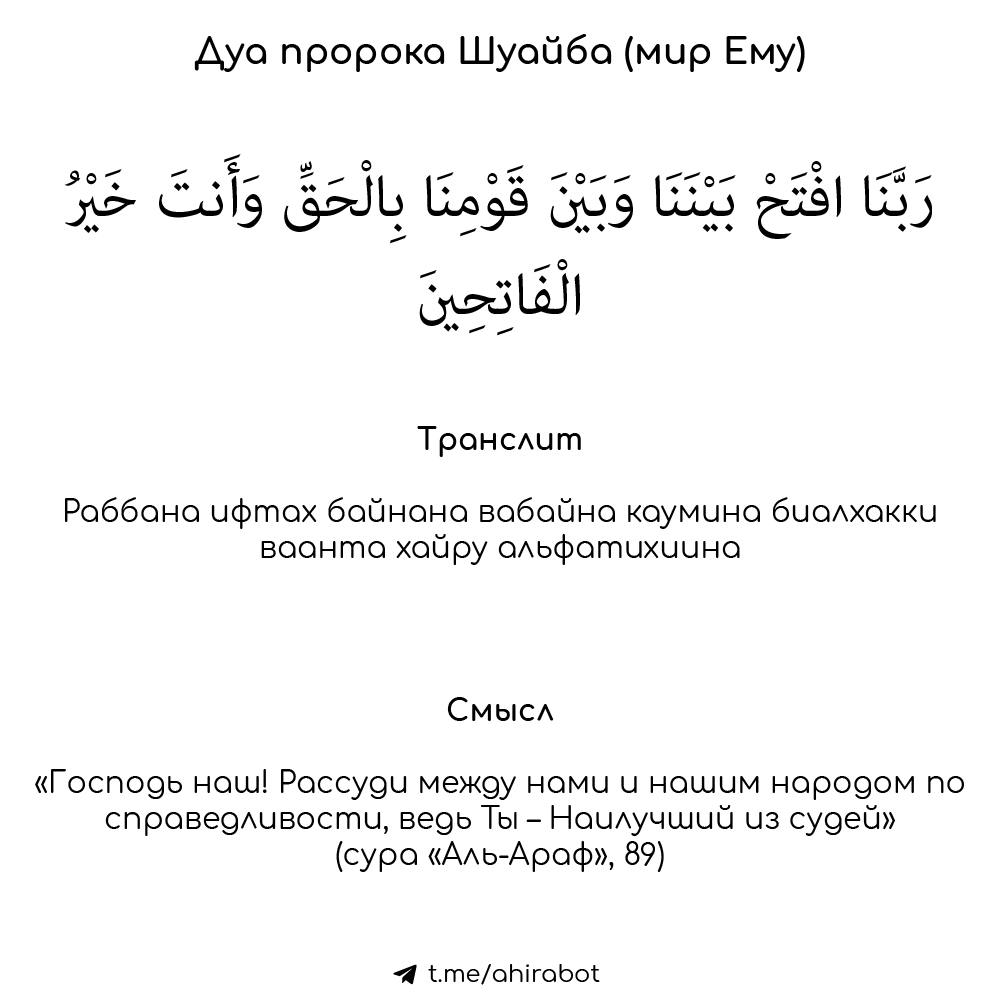 Дуа пророка Шуайба (мир Ему)
رَبَّنَا افْتَحْ بَيْنَنَا وَبَيْنَ قَوْمِنَا بِالْحَقِّ وَأَنتَ خَيْرُ
الْفَاتِحِينَ
Транслит
Раббана ифтах байнана вабайна каумина биалхакки
ваанта хайру альфатихиина
Смысл
«Господь наш! Рассуди между нами и нашим народом по
справедливости, ведь Ты – Наилучший из судей»
(сура «Аль-Араф», 89)
t.me/ahirabot